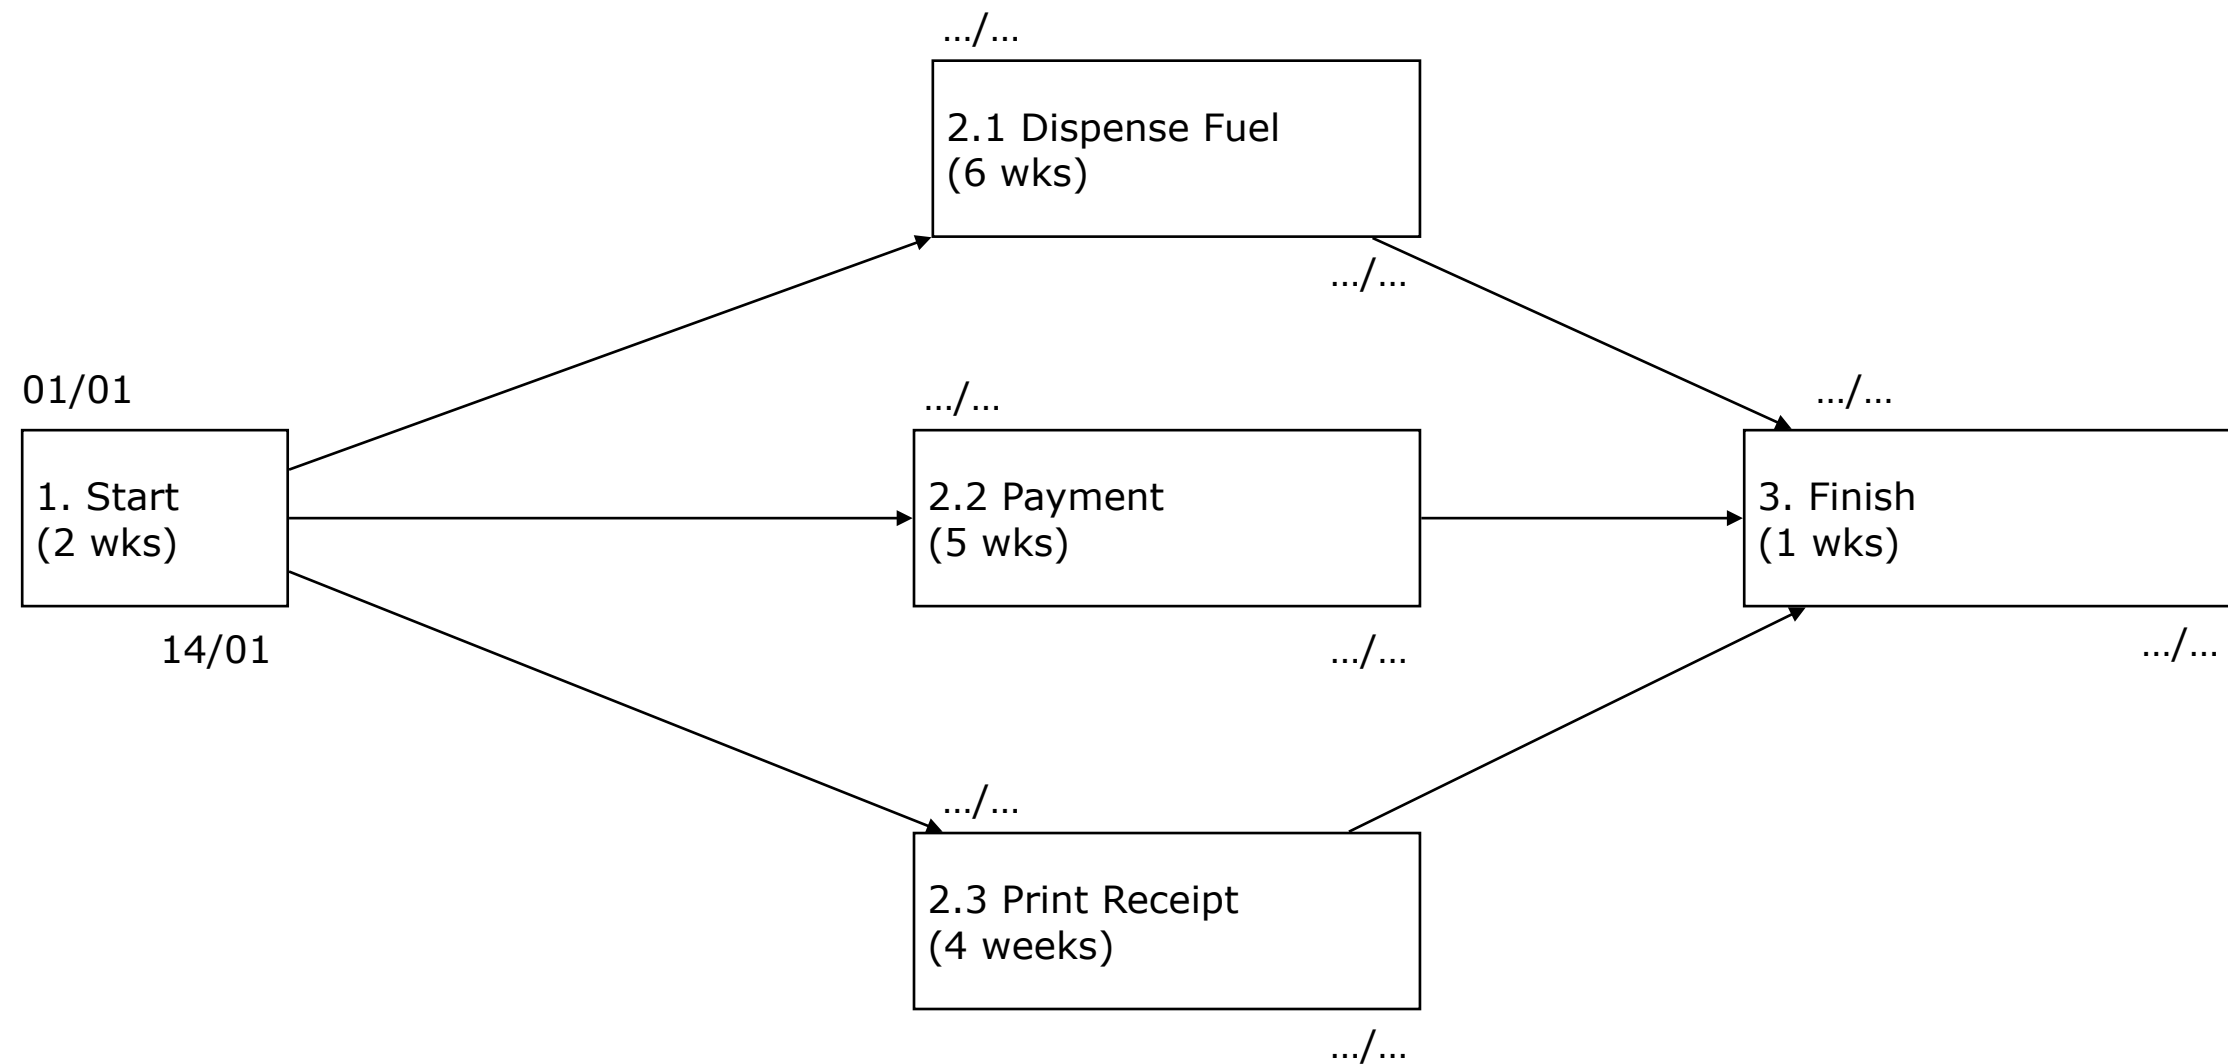 …/…
2.1 Dispense Fuel
(6 wks)
…/…
01/01
1. Start
(2 wks)
14/01
…/…
2.2 Payment
(5 wks)
…/…
…/…
3. Finish
(1 wks)
…/…
…/…
2.3 Print Receipt
(4 weeks)
…/…